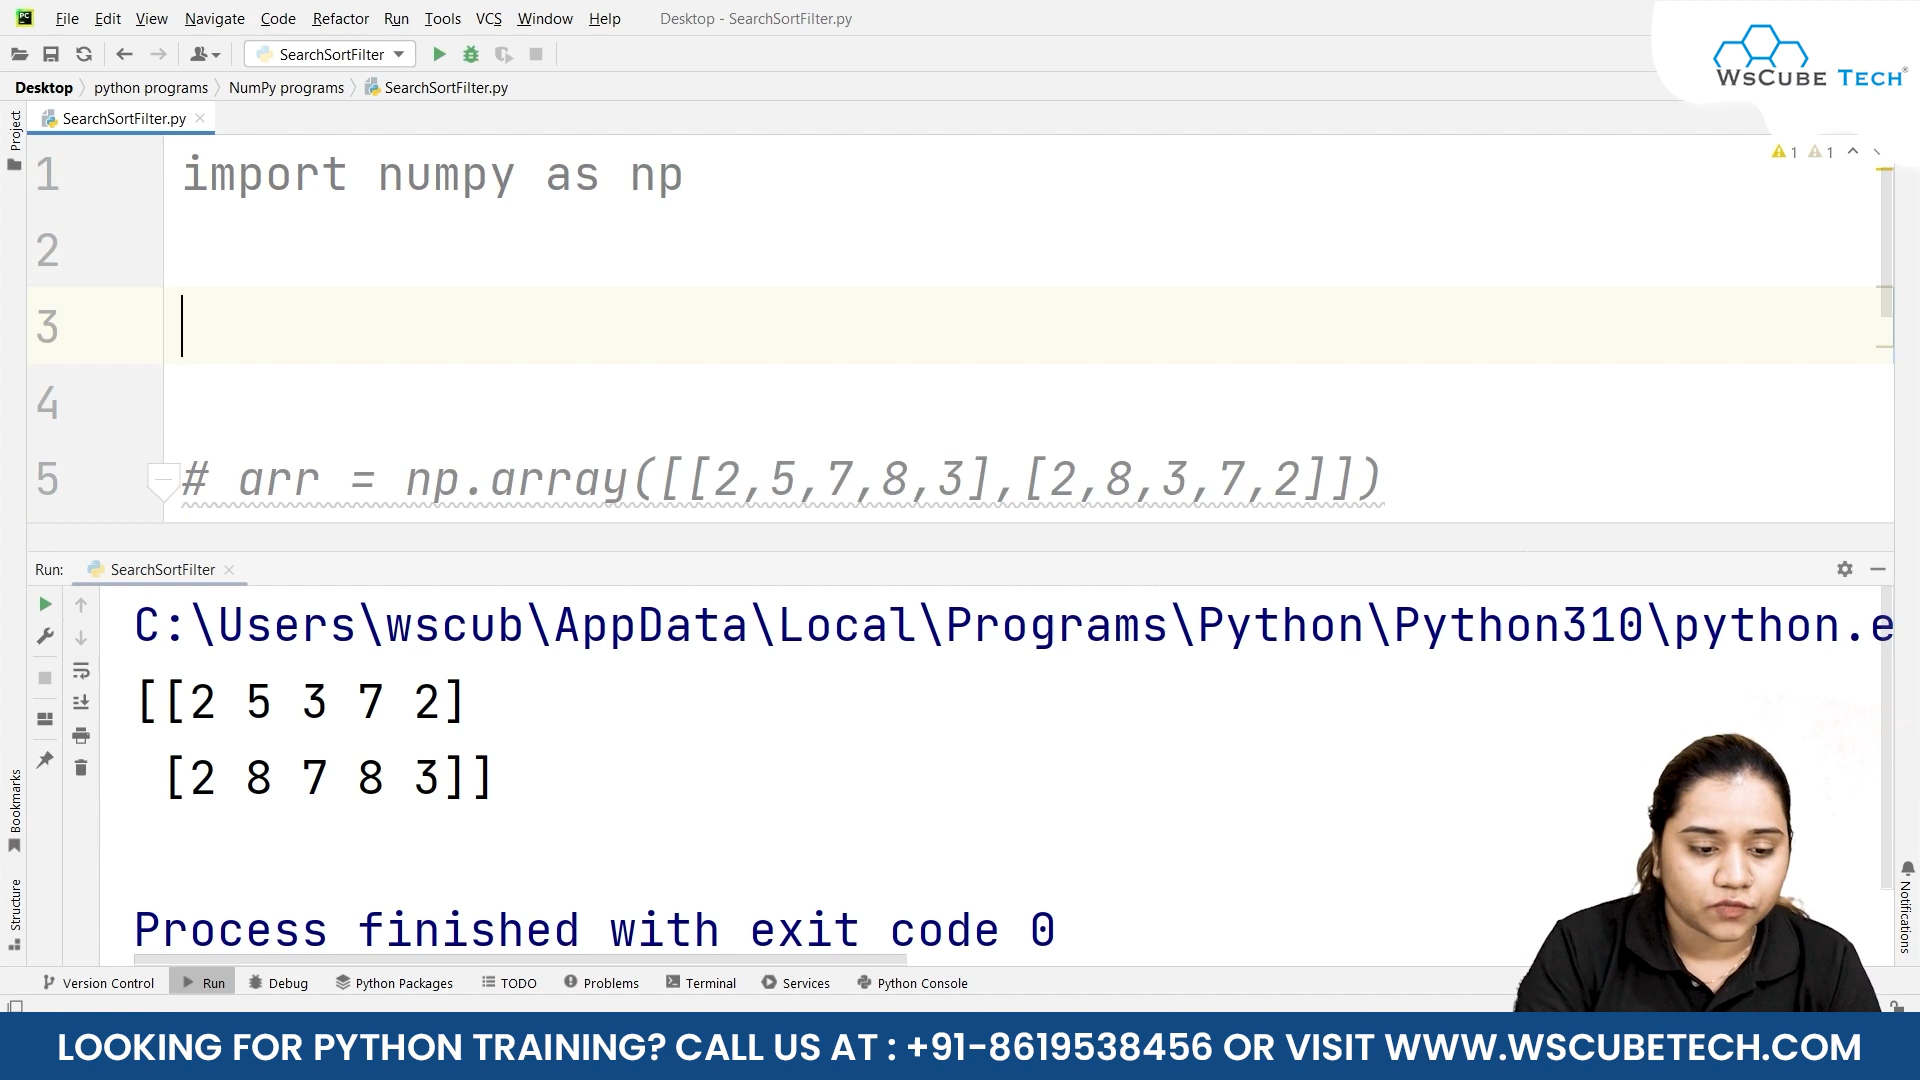 File Edit View Navigate Code Refactor Run Tools VCS Window Help Desktop - SearchSortFilter.py
SearchSortFilter
WsCube Tech
Desktop python programs NumPy programs SearchSortFilter.py
SearchSortFilter.py
Project
1 import numpy as np
1 1
2
3
4
5 # arr = np.array([[2,5,7,8,3],[2,8,3,7,2]])
Run: SearchSortFilter
C:\Users\wscub\AppData\Local\Programs\Python\Python310\python.e
[[2 5 3 7 2]
[2 8 7 8 3]]
Process finished with exit code 0
Bookmarks
Structure
Notifications
Version Control Run Debug Python Packages TODO Problems Terminal Services Python Console
LOOKING FOR PYTHON TRAINING? CALL US AT : +91-8619538456 OR VISIT WWW.WSCUBETECH.COM